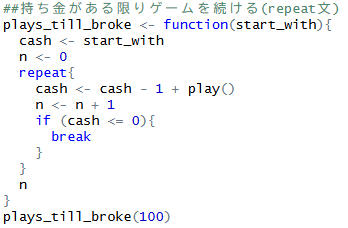 ##持ち金がある限りゲームを続ける(repeat文)
plays_till_broke <- function(start_with){
  cash <- start_with
  n <- 0
  repeat{
    cash <- cash - 1 + play()
    n <- n + 1
    if (cash <= 0){
      break
    }
  }
  n
}
plays_till_broke(100)